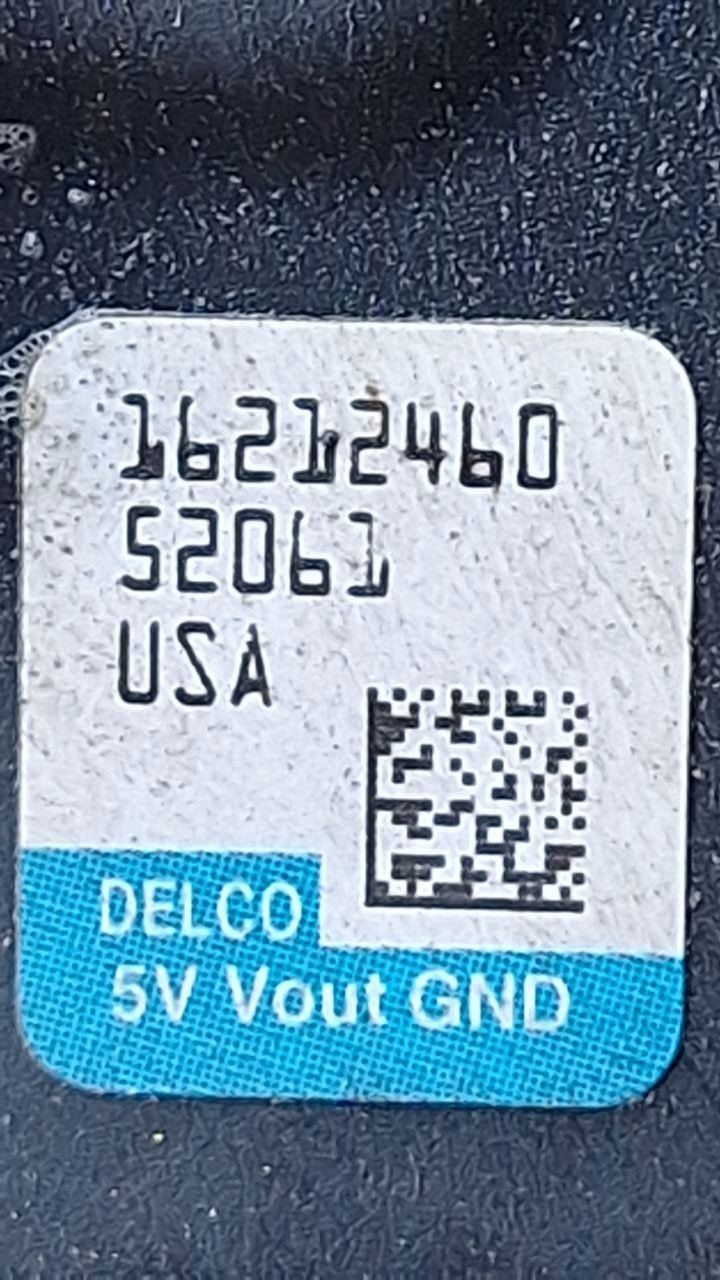 16212460
52061
USA
DELCO
5V Vout GND